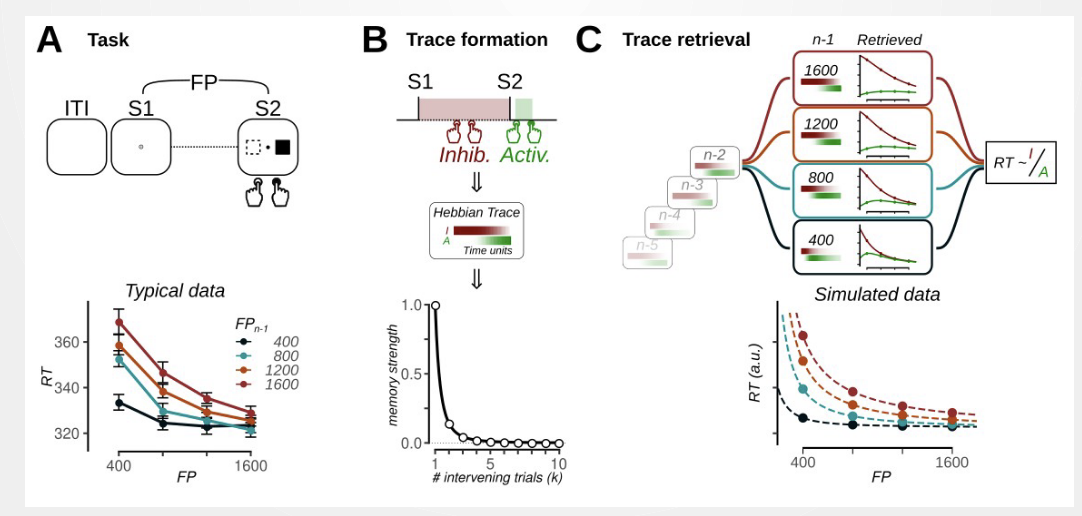 A Task
FP
ITI S1 S2
Typical data
FPn-1
400
800
1200
1600
360
340
320
RT
400 1600
FP
B Trace formation
S1 S2
Inhib. Activ.
Hebbian Trace
I
A
Time units
1.0
0.5
0.0
memory strength
1 5 10
# intervening trials (k)
C Trace retrieval
n-1 Retrieved
1600
1200
800
400
n-2
n-3
n-4
n-5
RT ~ I/A
Simulated data
RT (a.u.)
400 1600
FP